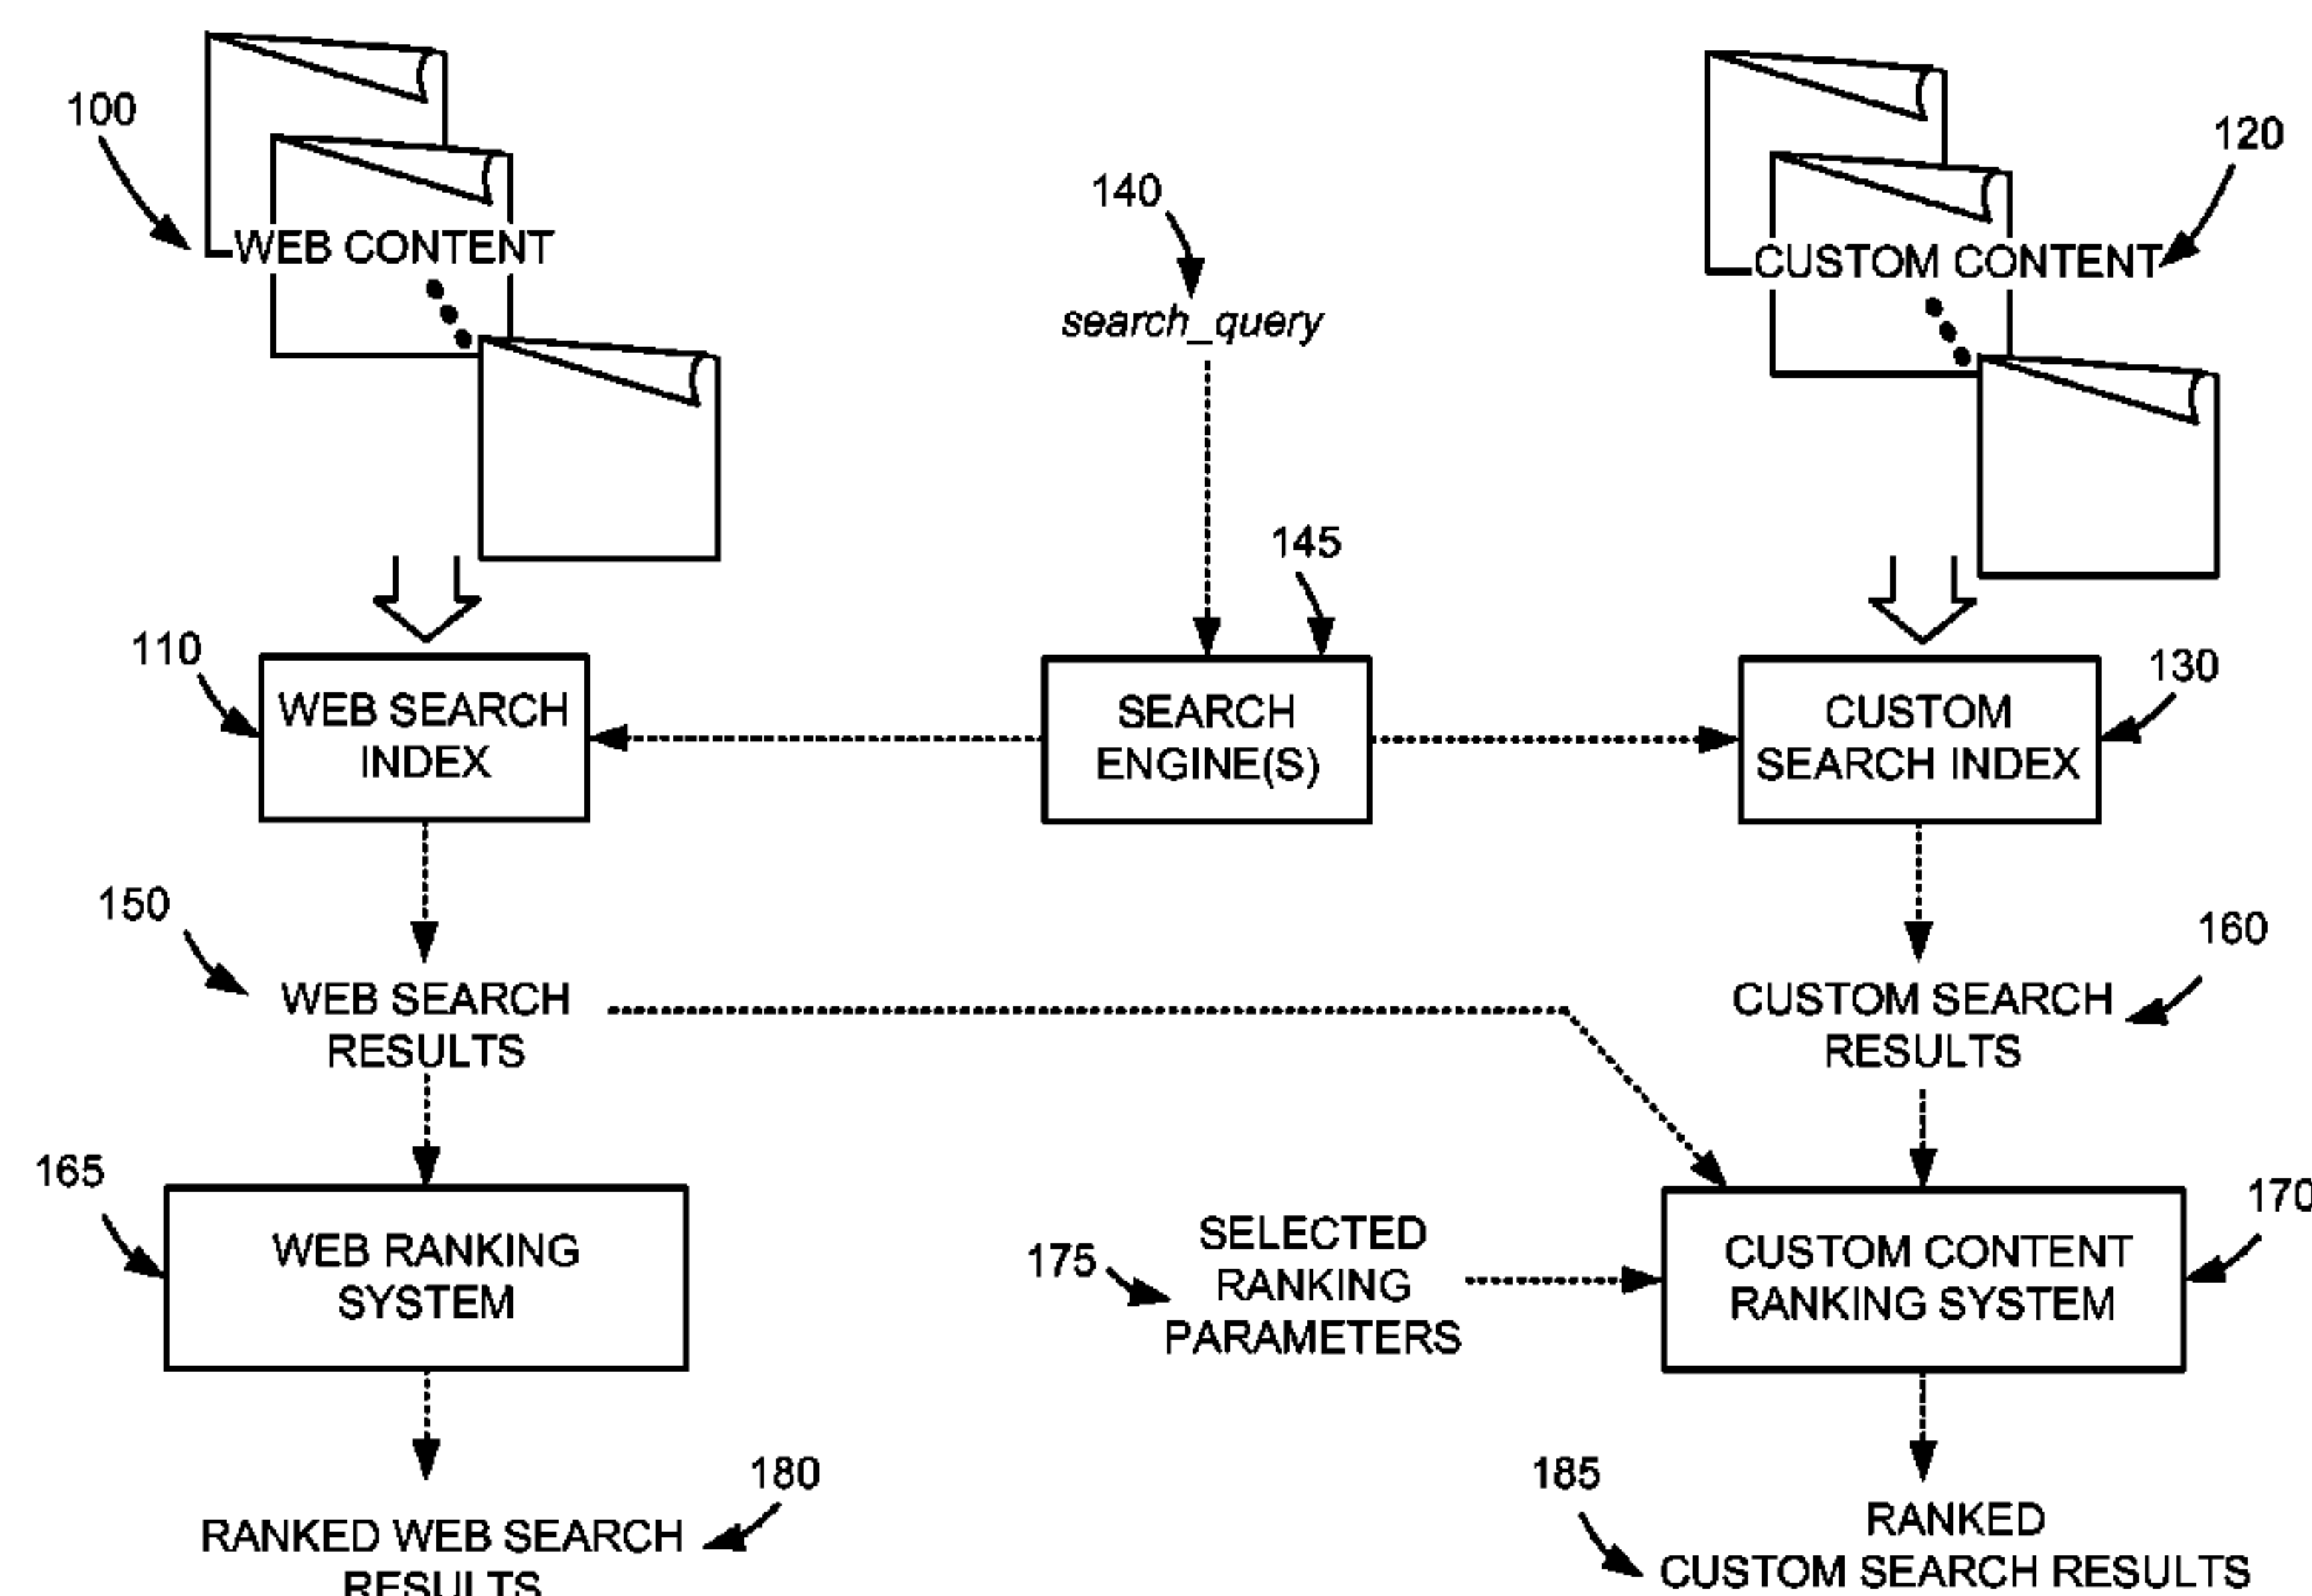 100
120
140
WEB CONTENT
CUSTOM CONTENT
search_query
145
110
130
WEB SEARCH
INDEX
SEARCH
ENGINE(S)
CUSTOM
SEARCH INDEX
150
160
WEB SEARCH
RESULTS
CUSTOM SEARCH
RESULTS
165
170
WEB RANKING
SYSTEM
175
SELECTED
RANKING
PARAMETERS
CUSTOM CONTENT
RANKING SYSTEM
180
185
RANKED WEB SEARCH
RESULTS
RANKED
CUSTOM SEARCH RESULTS